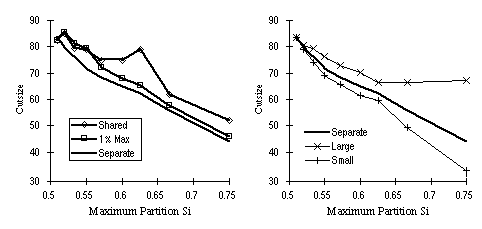 90
80
70
60
50
40
30
Cutsize
Shared
1% Max
Separate
0.5 0.55 0.6 0.65 0.7 0.75
Maximum Partition Si
90
80
70
60
50
40
30
Cutsize
Separate
Large
Small
0.5 0.55 0.6 0.65 0.7 0.75
Maximum Partition Si